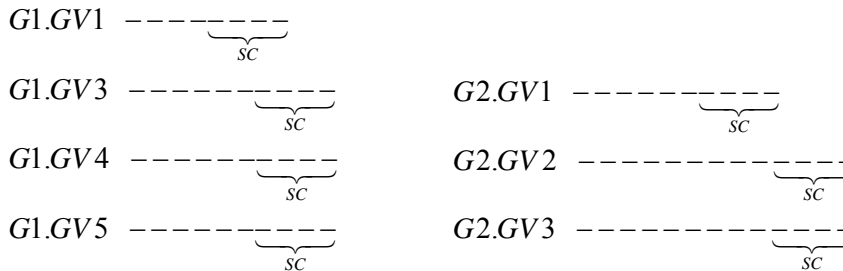 G1.GV1 – – – – – – – –
SC
G1.GV3 – – – – – – – – – –
SC
G2.GV1 – – – – – – – – – –
SC
G1.GV4 – – – – – – – – – –
SC
G2.GV2 – – – – – – – – – – – – –
SC
G1.GV5 – – – – – – – – – –
SC
G2.GV3 – – – – – – – – – – – – –
SC